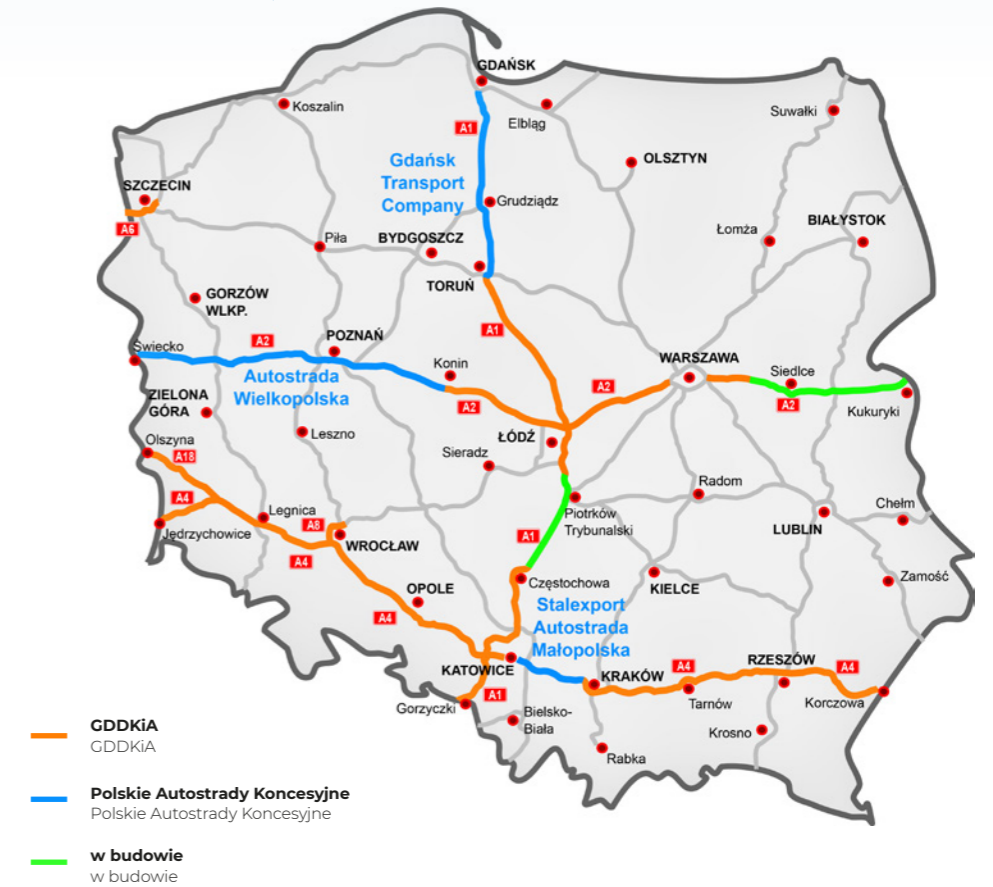 GDAŃSK
Koszalin
Elbląg
Suwałki
A1
Gdańsk
Transport
Company
OLSZTYN
SZCZECIN
Grudziądz
A6
Piła
BYDGOSZCZ
Łomża
BIAŁYSTOK
TORUŃ
GORZÓW
WLKP.
A1
Świecko
A2
POZNAŃ
Konin
WARSZAWA
Siedlce
Autostrada
Wielkopolska
A2
A2
A2
Kukuryki
ZIELONA
GÓRA
Leszno
ŁÓDŹ
Olszyna
A18
Sieradz
Radom
A4
Legnica
A8
Piotrków
Trybunalski
LUBLIN
Chełm
Jędrzychowice
WROCŁAW
A1
A4
Częstochowa
KIELCE
Zamość
OPOLE
A4
Stalexport
Autostrada
Małopolska
KATOWICE
KRAKÓW
A4
RZESZÓW
A4
A1
Gorzyczki
Tarnów
Korczowa
Bielsko-
Biała
Krosno
Rabka
GDDKiA
GDDKiA
Polskie Autostrady Koncesyjne
Polskie Autostrady Koncesyjne
w budowie
w budowie